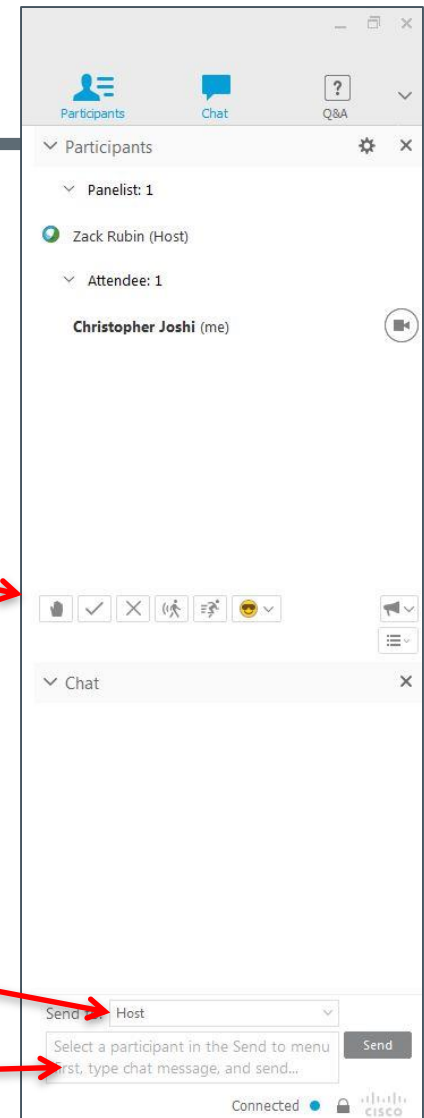 Participants
Chat
?
Q&A
Participants
Panelist: 1
Zack Rubin (Host)
Attendee: 1
Christopher Joshi (me)
Chat
Send
Host
Select a participant in the Send to menu
first, type chat message, and send...
Send
Connected
cisco